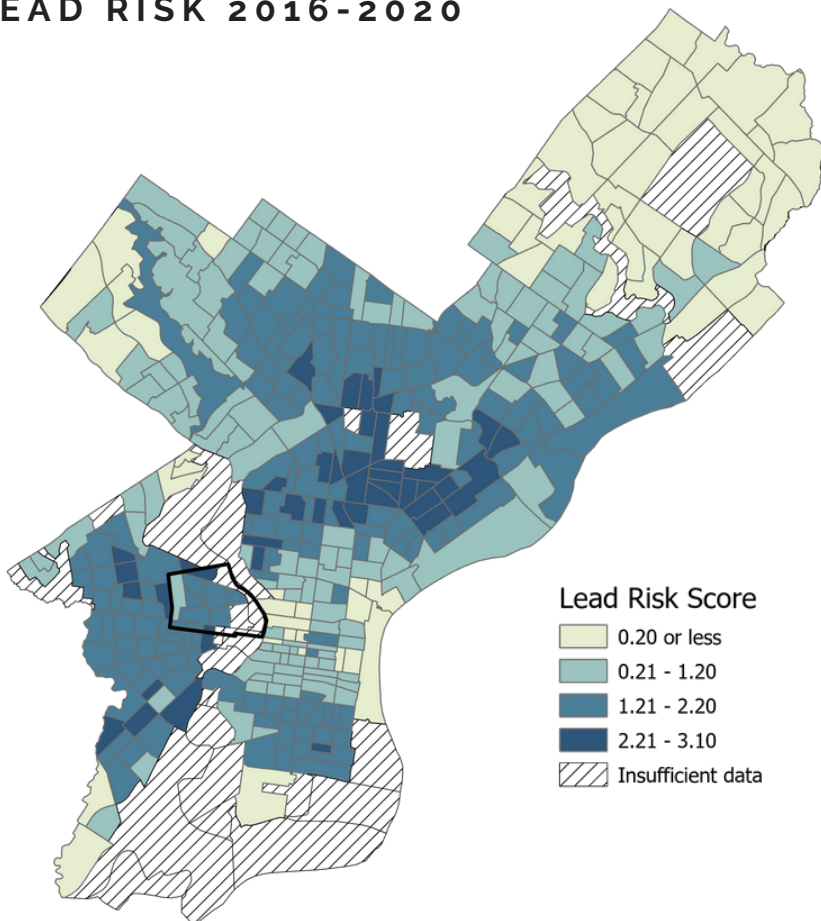 EAD RISK 2016-2020
Lead Risk Score
0.20 or less
0.21 - 1.20
1.21 - 2.20
2.21 - 3.10
Insufficient data